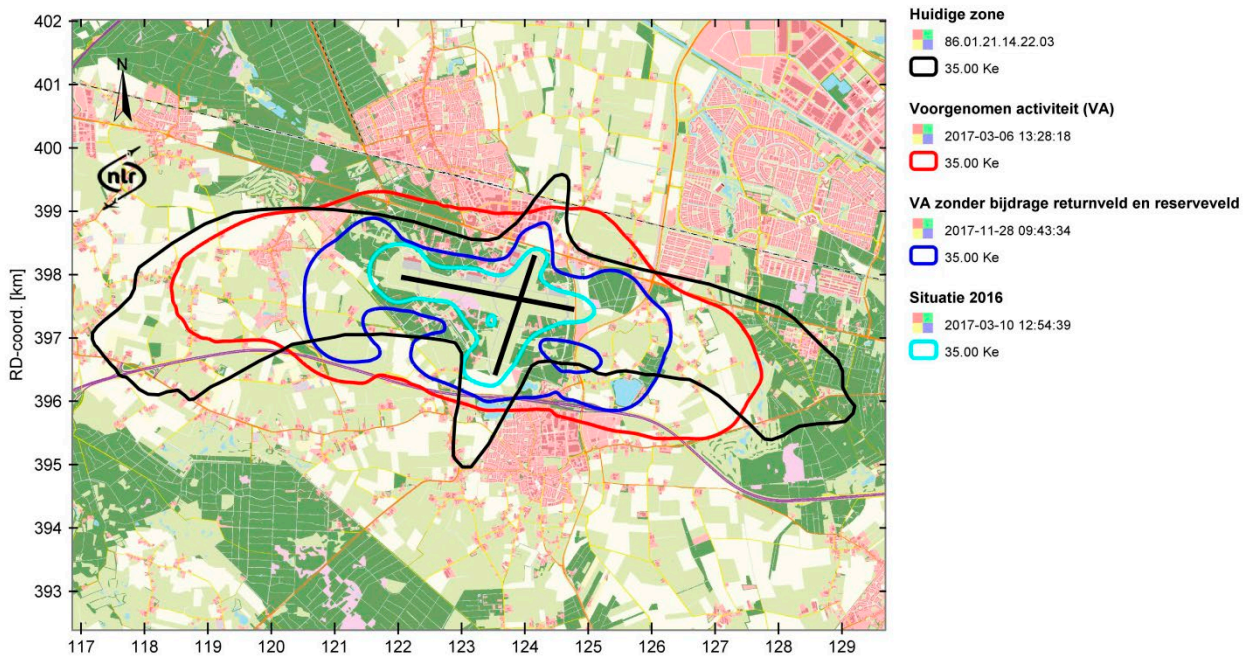 402
401
400
399
398
397
396
395
394
393
RD-coord. [km]
N
nlr
117 118 119 120 121 122 123 124 125 126 127 128 129
Huidige zone
86.01.21.14.22.03
35.00 Ke
Voorgenomen activiteit (VA)
2017-03-06 13:28:18
35.00 Ke
VA zonder bijdrage returnveld en reserveveld
2017-11-28 09:43:34
35.00 Ke
Situatie 2016
2017-03-10 12:54:39
35.00 Ke